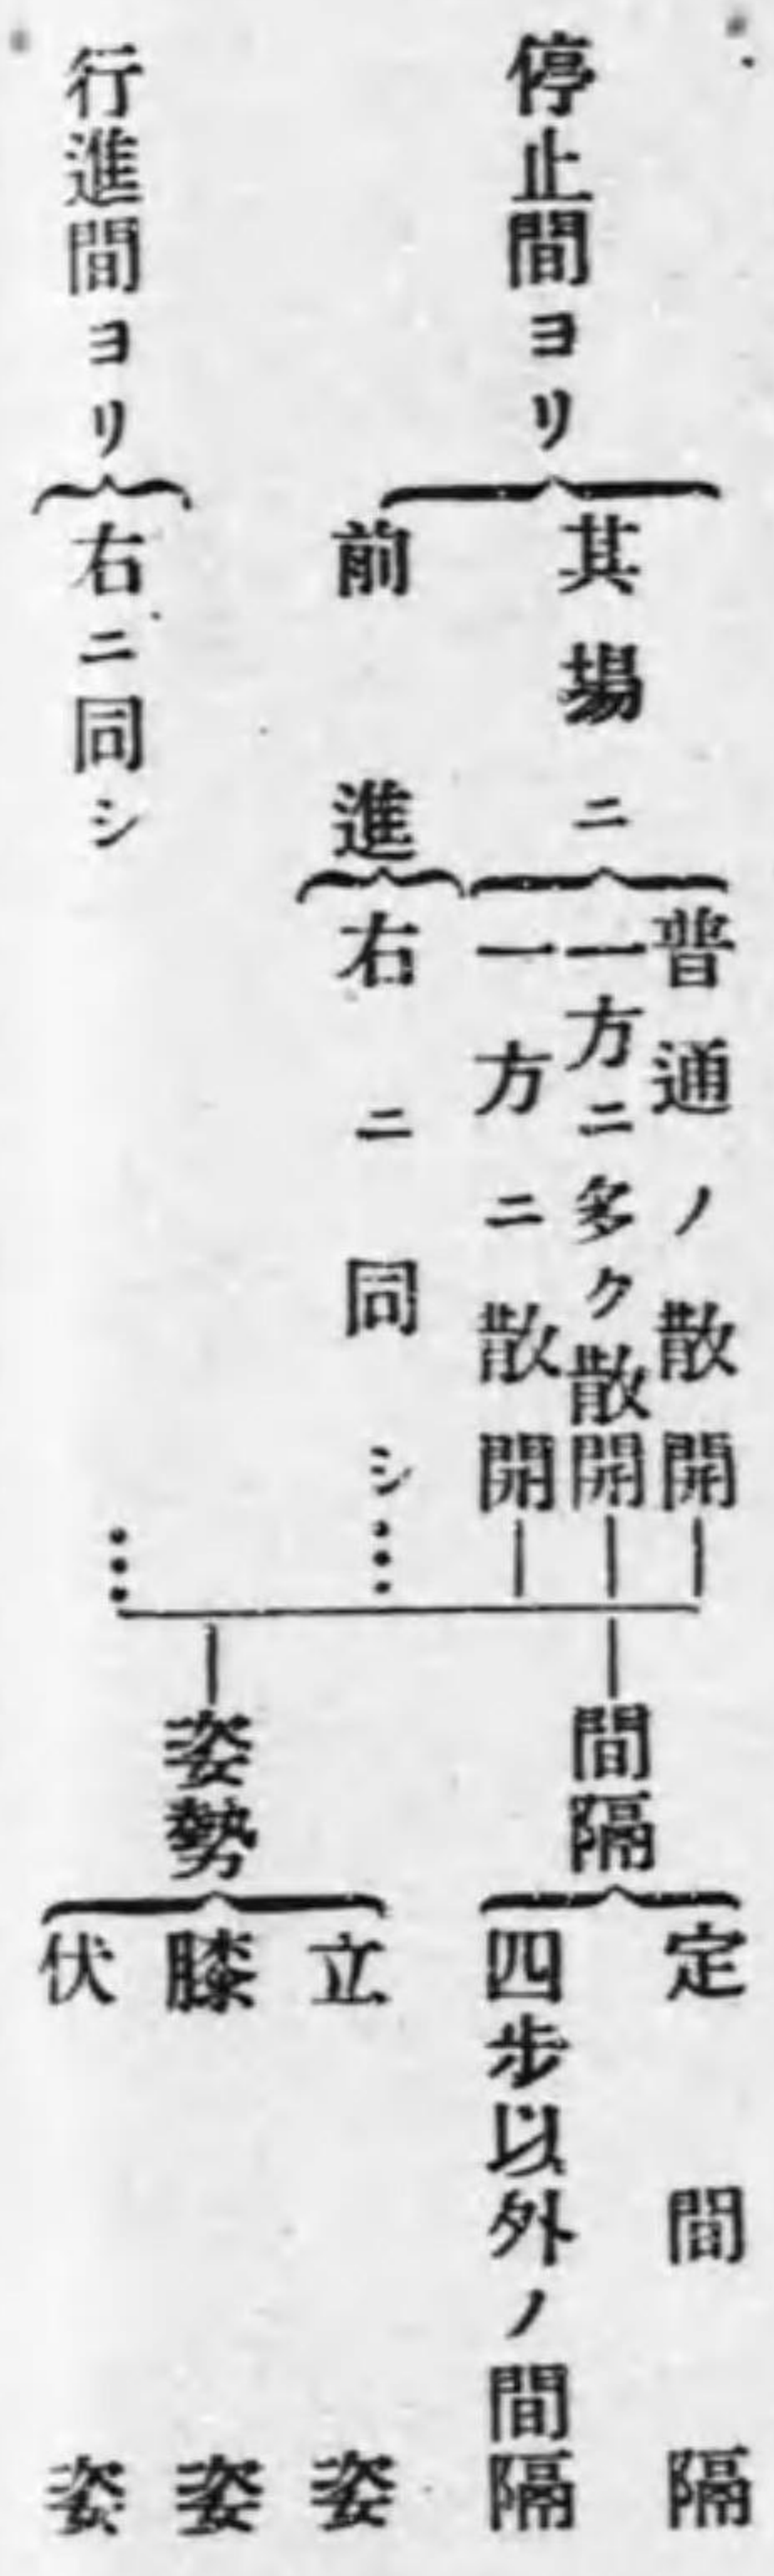 停止間ヨリ
其場ニ
普通ノ散開
一方ニ多ク散開
一方ニ散開
前進
右ニ同シ…
行進間ヨリ
右ニ同シ
…
間隔
定間隔
四步以外ノ間隔
姿勢
立姿
膝姿
伏姿